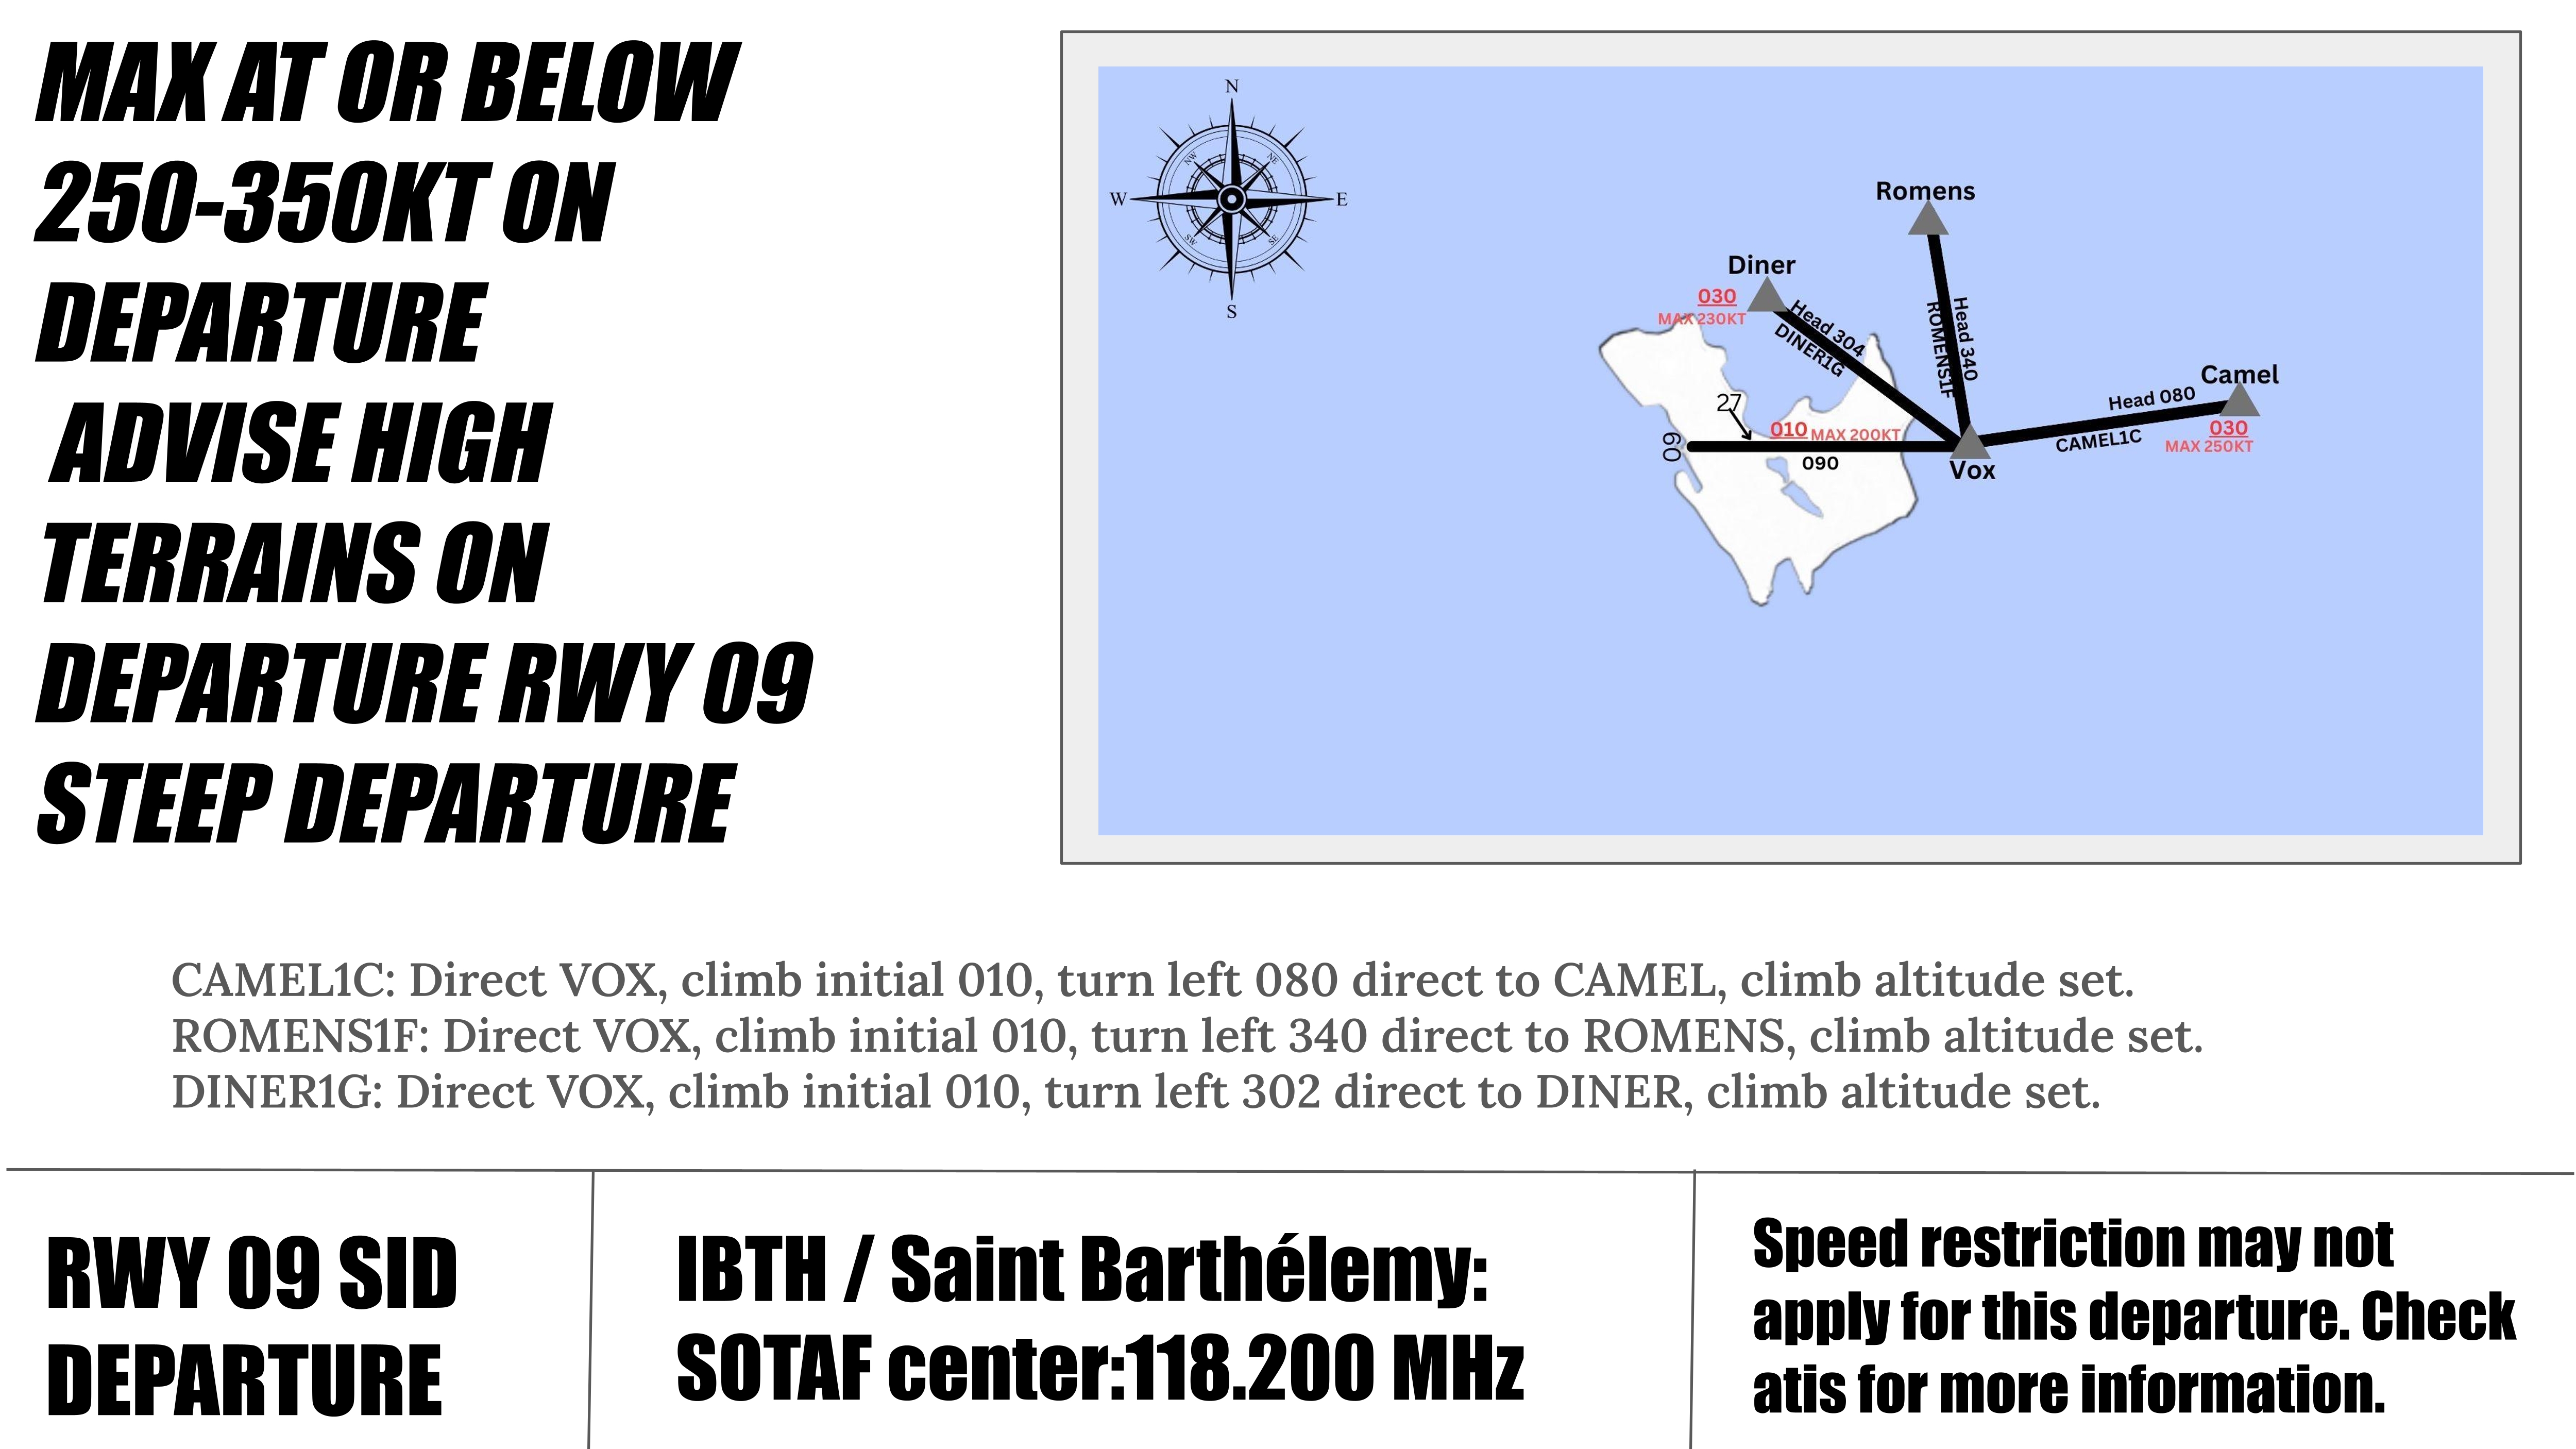 MAX AT OR BELOW
250-350KT ON
DEPARTURE
ADVISE HIGH
TERRAINS ON
DEPARTURE RWY 09
STEEP DEPARTURE
N
NW
NE
W
E
SW
SE
S
Romens
Diner
030
MAX 230KT
Head 304
DINER1G
Head 340
ROMENS1F
Camel
Head 080
CAMEL1C
030
MAX 250KT
27
010 MAX 200KT
09
090
Vox
CAMEL1C: Direct VOX, climb initial 010, turn left 080 direct to CAMEL, climb altitude set.
ROMENS1F: Direct VOX, climb initial 010, turn left 340 direct to ROMENS, climb altitude set.
DINER1G: Direct VOX, climb initial 010, turn left 302 direct to DINER, climb altitude set.
RWY 09 SID
DEPARTURE
IBTH / Saint Barthélemy:
SOTAF center:118.200 MHz
Speed restriction may not
apply for this departure. Check
atis for more information.